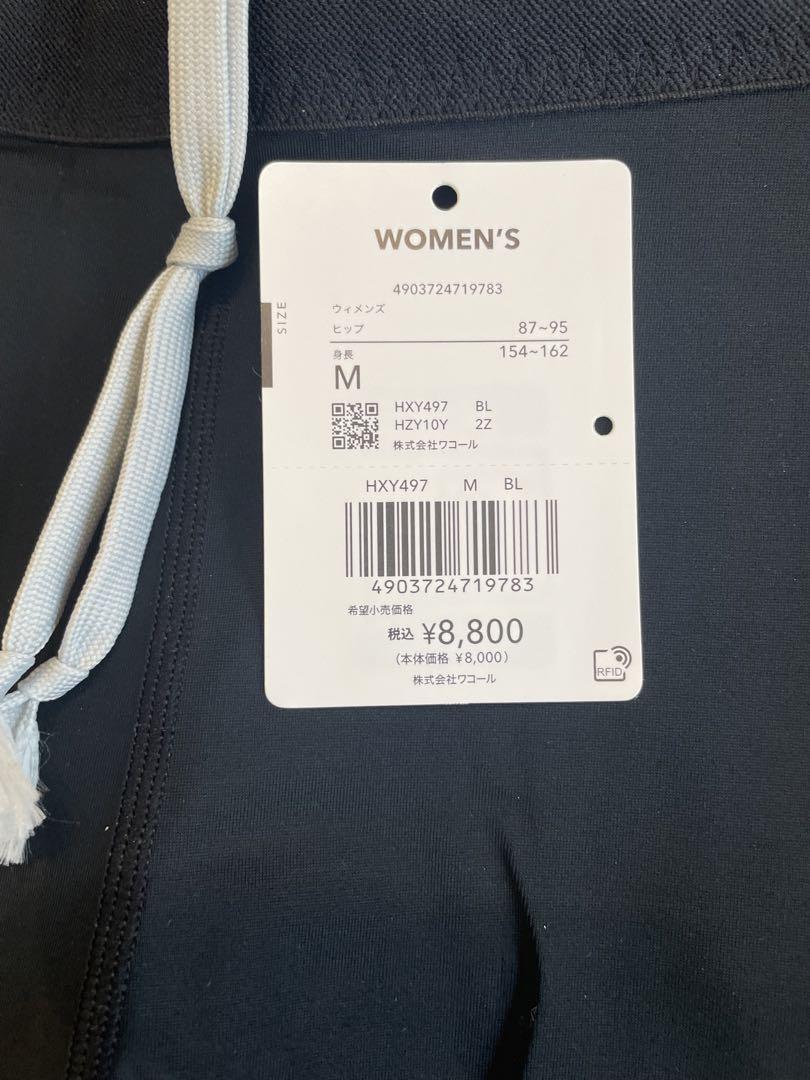 WOMEN'S
4903724719783
SIZE
ウィメンズ
ヒップ 87~95
身長 154~162
M
HXY497 BL
HZY10Y 2Z
株式会社ワコール
HXY497 M BL
4903724719783
希望小売価格
税込 ¥8,800
(本体価格 ¥8,000)
株式会社ワコール
RFID